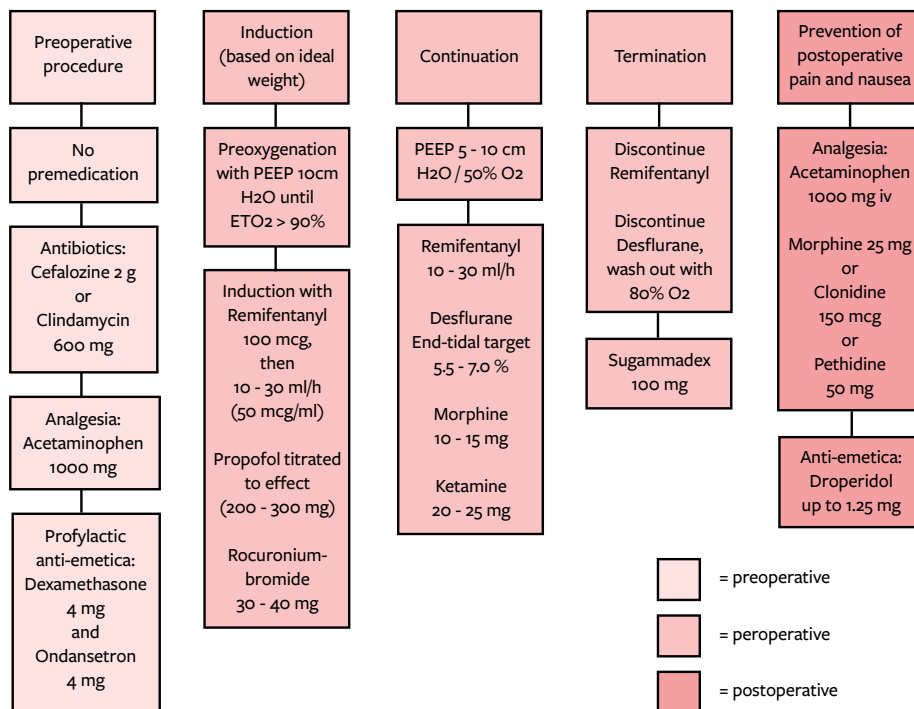 Preoperative
procedure
No
premedication
Antibiotics:
Cefalozine 2 g
or
Clindamycin
600 mg
Analgesia:
Acetaminophen
1000 mg
Profylactic
anti-emetica:
Dexamethasone
4 mg
and
Ondansetron
4 mg
Induction
(based on ideal
weight)
Preoxygenation
with PEEP 10cm
H2O until
ETO2 > 90%
Induction with
Remifentanyl
100 mcg,
then
10 - 30 ml/h
(50 mcg/ml)
Propofol titrated
to effect
(200 - 300 mg)
Rocuronium-
bromide
30 - 40 mg
Continuation
PEEP 5 - 10 cm
H2O / 50% O2
Remifentanyl
10 - 30 ml/h
Desflurane
End-tidal target
5.5 - 7.0 %
Morphine
10 - 15 mg
Ketamine
20 - 25 mg
Termination
Discontinue
Remifentanyl
Discontinue
Desflurane,
wash out with
80% O2
Sugammadex
100 mg
Prevention of
postoperative
pain and nausea
Analgesia:
Acetaminophen
1000 mg iv
Morphine 25 mg
or
Clonidine
150 mcg
or
Pethidine
50 mg
Anti-emetica:
Droperidol
up to 1.25 mg
= preoperative
= peroperative
= postoperative